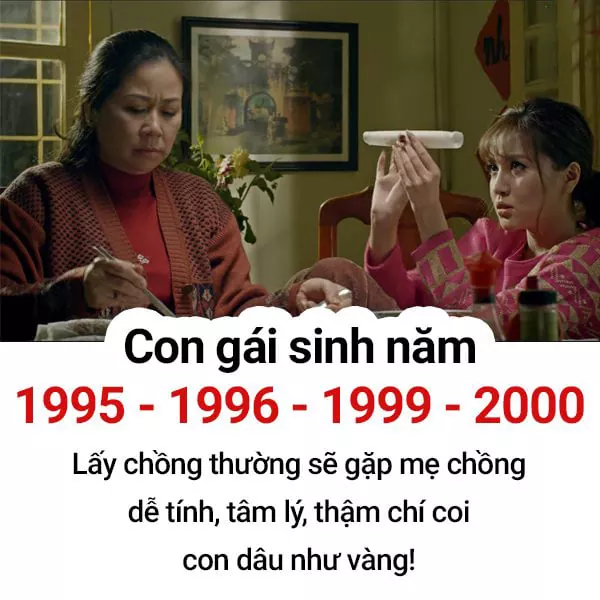 nh
Con gái sinh năm
1995 - 1996 - 1999 - 2000
Lấy chồng thường sẽ gặp mẹ chồng
dễ tính, tâm lý, thậm chí coi
con dâu như vàng!